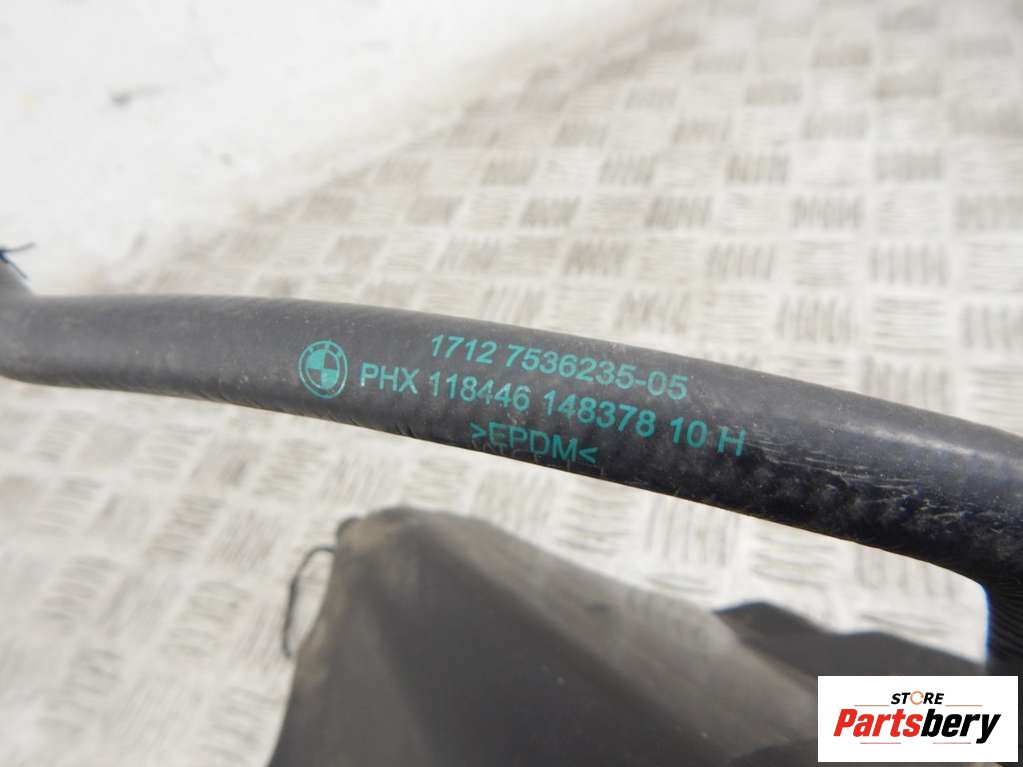 1712 7536235-05
PHX 118446 148378 10 H
>EPDM<
STORE
Partsbery